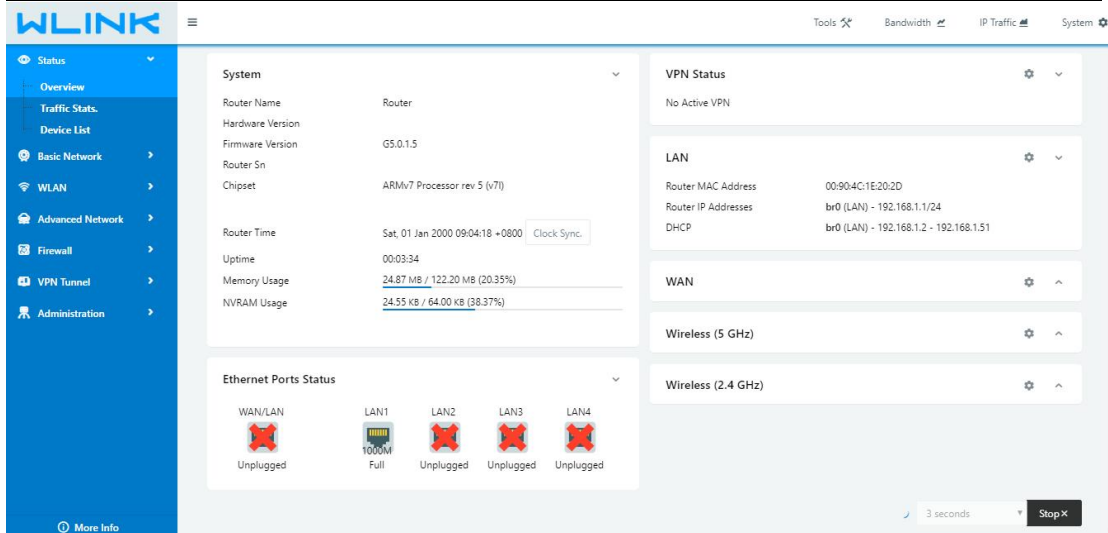 WLINK
Tools
Bandwidth
IP Traffic
System
Status
Overview
Traffic Stats.
Device List
Basic Network
WLAN
Advanced Network
Firewall
VPN Tunnel
Administration
More Info
System
Router Name Router
Hardware Version
Firmware Version G5.0.1.5
Router Sn
Chipset ARMv7 Processor rev 5 (v7l)
Router Time Sat, 01 Jan 2000 09:04:18 +0800 Clock Sync.
Uptime 00:03:34
Memory Usage 24.87 MB / 122.20 MB (20.35%)
NVRAM Usage 24.55 KB / 64.00 KB (38.37%)
Ethernet Ports Status
WAN/LAN LAN1 LAN2 LAN3 LAN4
1000M
Unplugged Full Unplugged Unplugged Unplugged
VPN Status
No Active VPN
LAN
Router MAC Address 00:90:4C:1E:20:2D
Router IP Addresses br0 (LAN) - 192.168.1.1/24
DHCP br0 (LAN) - 192.168.1.2 - 192.168.1.51
WAN
Wireless (5 GHz)
Wireless (2.4 GHz)
3 seconds
Stop